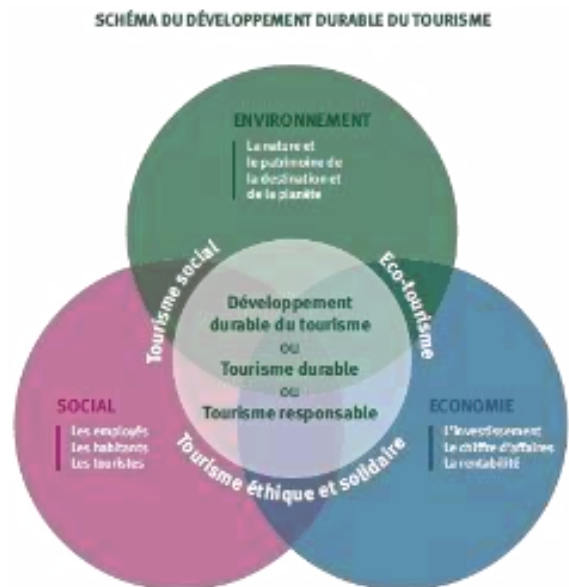 SCHÉMA DU DÉVELOPPEMENT DURABLE DU TOURISME
ENVIRONNEMENT
La nature et
le patrimoine de
la destination et
de la planète
Tourisme social
Eco-tourisme
Développement
durable du tourisme
ou
Tourisme durable
ou
Tourisme responsable
SOCIAL
Les employés
Les habitants
Les touristes
ECONOMIE
L'investissement
Le chiffre d'affaires
La rentabilité
Tourisme éthique et solidaire